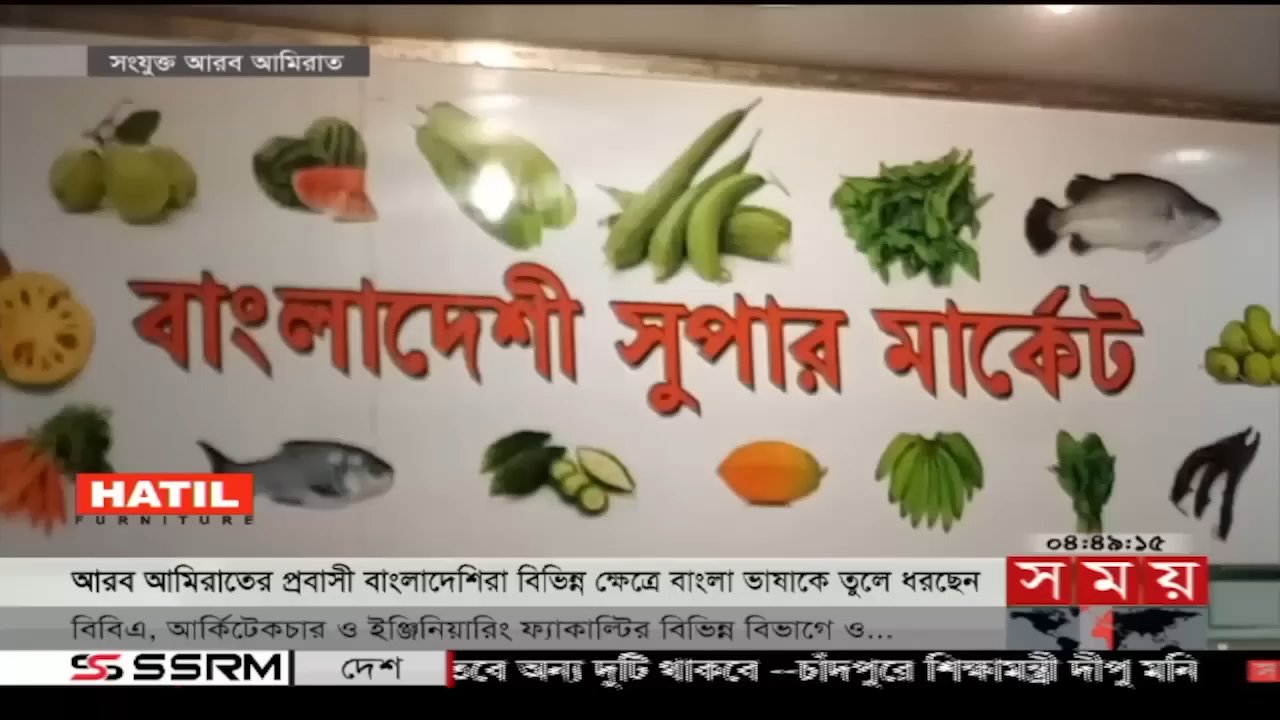 সংযুক্ত আরব আমিরাত
বাংলাদেশী সুপার মার্কেট
HATIL
FURNITURE
০৪:৪৯:১৫
আরব আমিরাতের প্রবাসী বাংলাদেশিরা বিভিন্ন ক্ষেত্রে বাংলা ভাষাকে তুলে ধরছেন
সময়
বিবিএ, আর্কিটেকচার ও ইঞ্জিনিয়ারিং ফ্যাকাল্টির বিভিন্ন বিভাগে ও...
SSRM দেশ অন্য দুটি থাকবে --চাঁদপুরে শিক্ষামন্ত্রী দীপু মনি